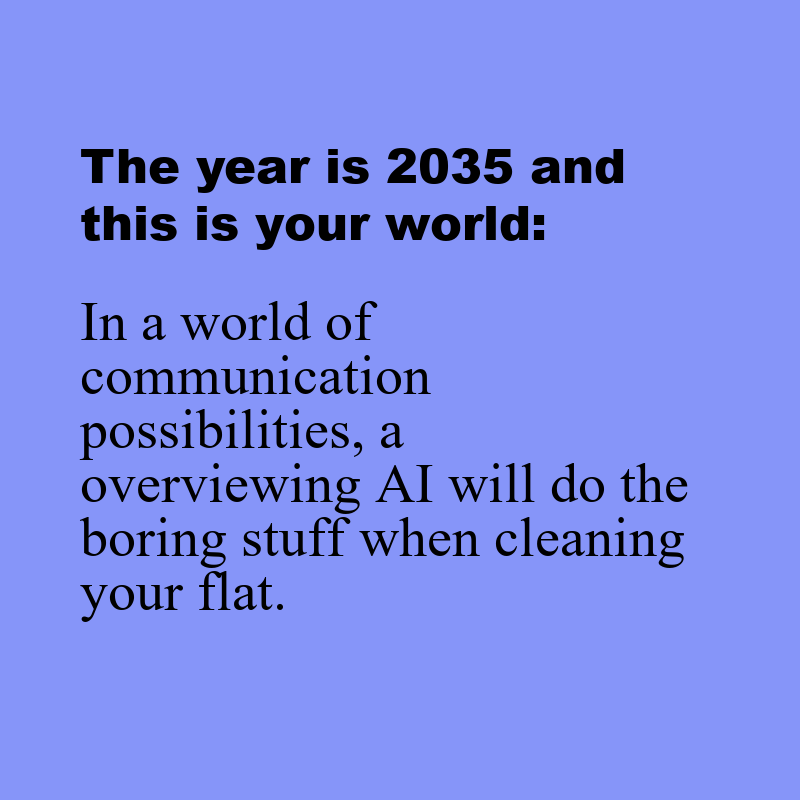 The year is 2035 and
this is your world:
In a world of
communication
possibilities, a
overviewing AI will do the
boring stuff when cleaning
your flat.